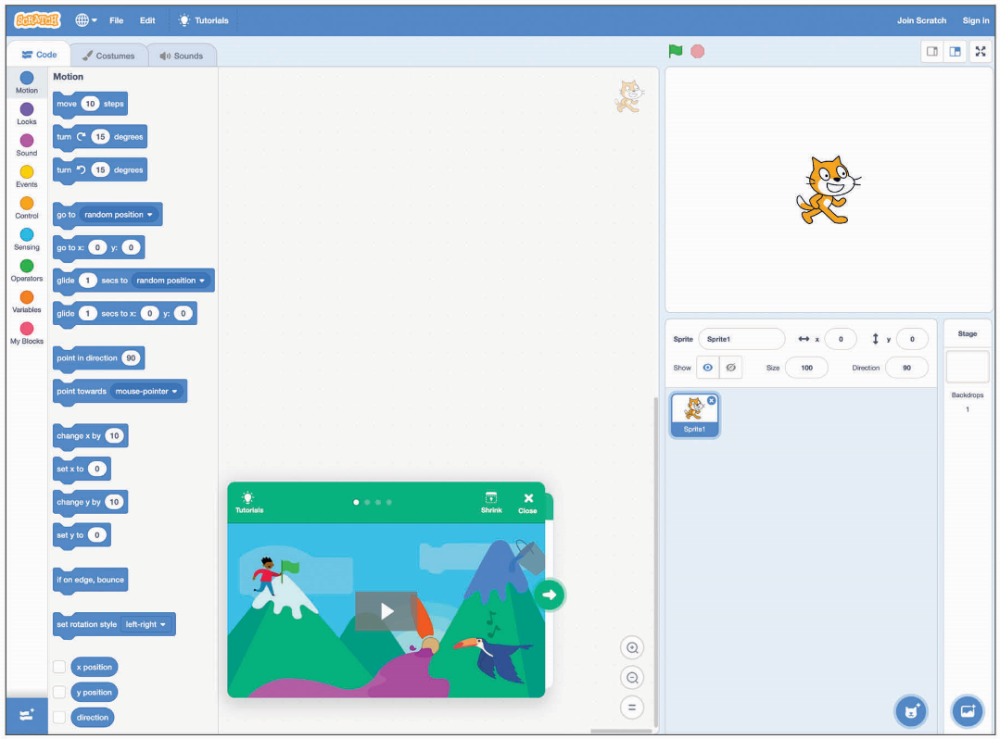 SCRATCH File Edit Tutorials Join Scratch Sign in
Code Costumes Sounds
Motion
Looks
Sound
Events
Control
Sensing
Operators
Variables
My Blocks
Motion
move 10 steps
turn 15 degrees
turn 15 degrees
go to random position
go to x: 0 y: 0
glide 1 secs to random position
glide 1 secs to x: 0 y: 0
point in direction 90
point towards mouse-pointer
change x by 10
set x to 0
change y by 10
set y to 0
if on edge, bounce
set rotation style left-right
x position
y position
direction
Tutorials Shrink Close
Sprite Sprite1 x 0 y 0
Show Size 100 Direction 90
Sprite1
Stage
Backdrops
1